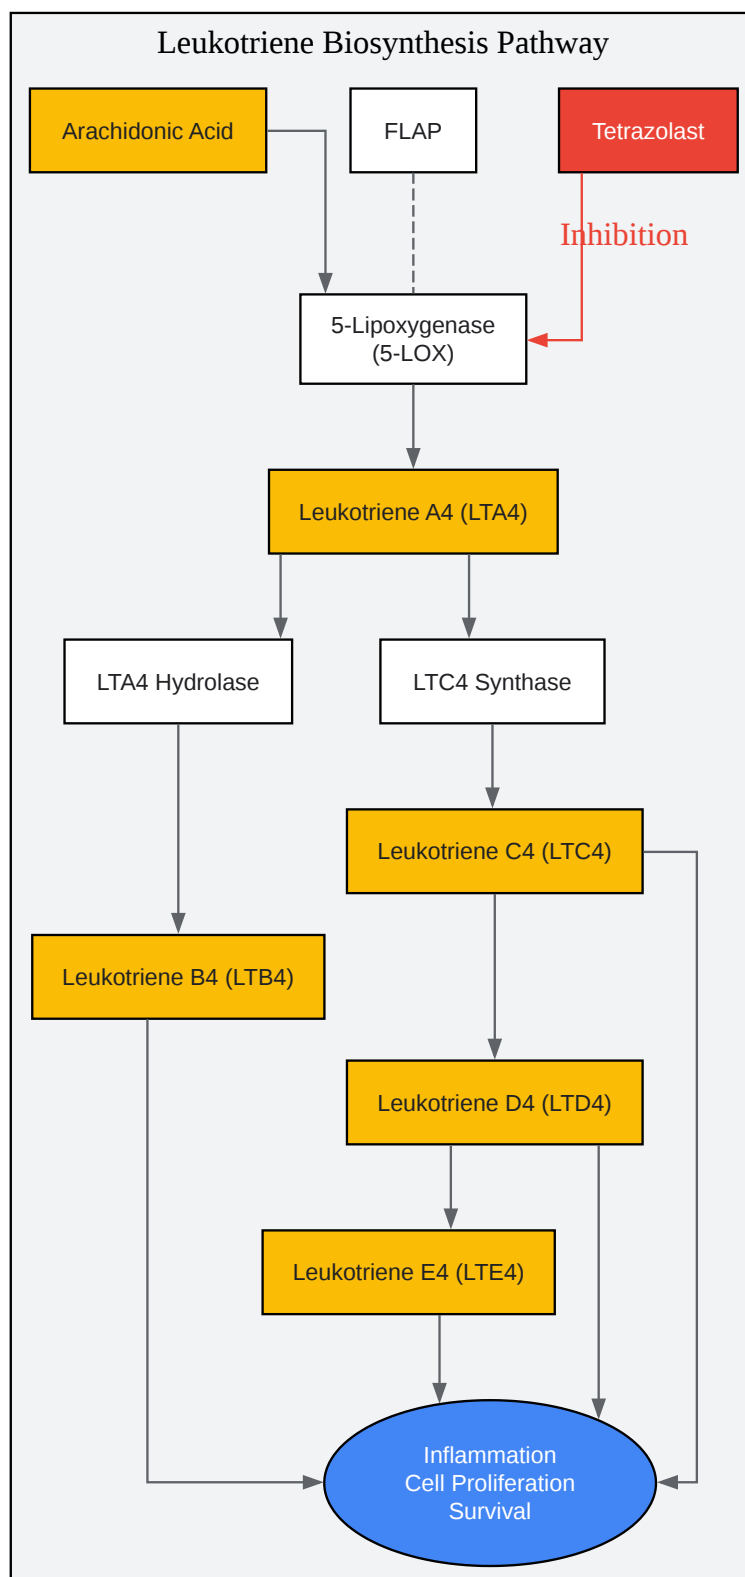 Leukotriene Biosynthesis Pathway
Arachidonic Acid
FLAP
Tetrazolast
Inhibition
5-Lipoxygenase
(5-LOX)
Leukotriene A4 (LTA4)
LTA4 Hydrolase
LTC4 Synthase
Leukotriene C4 (LTC4)
Leukotriene B4 (LTB4)
Leukotriene D4 (LTD4)
Leukotriene E4 (LTE4)
Inflammation
Cell Proliferation
Survival